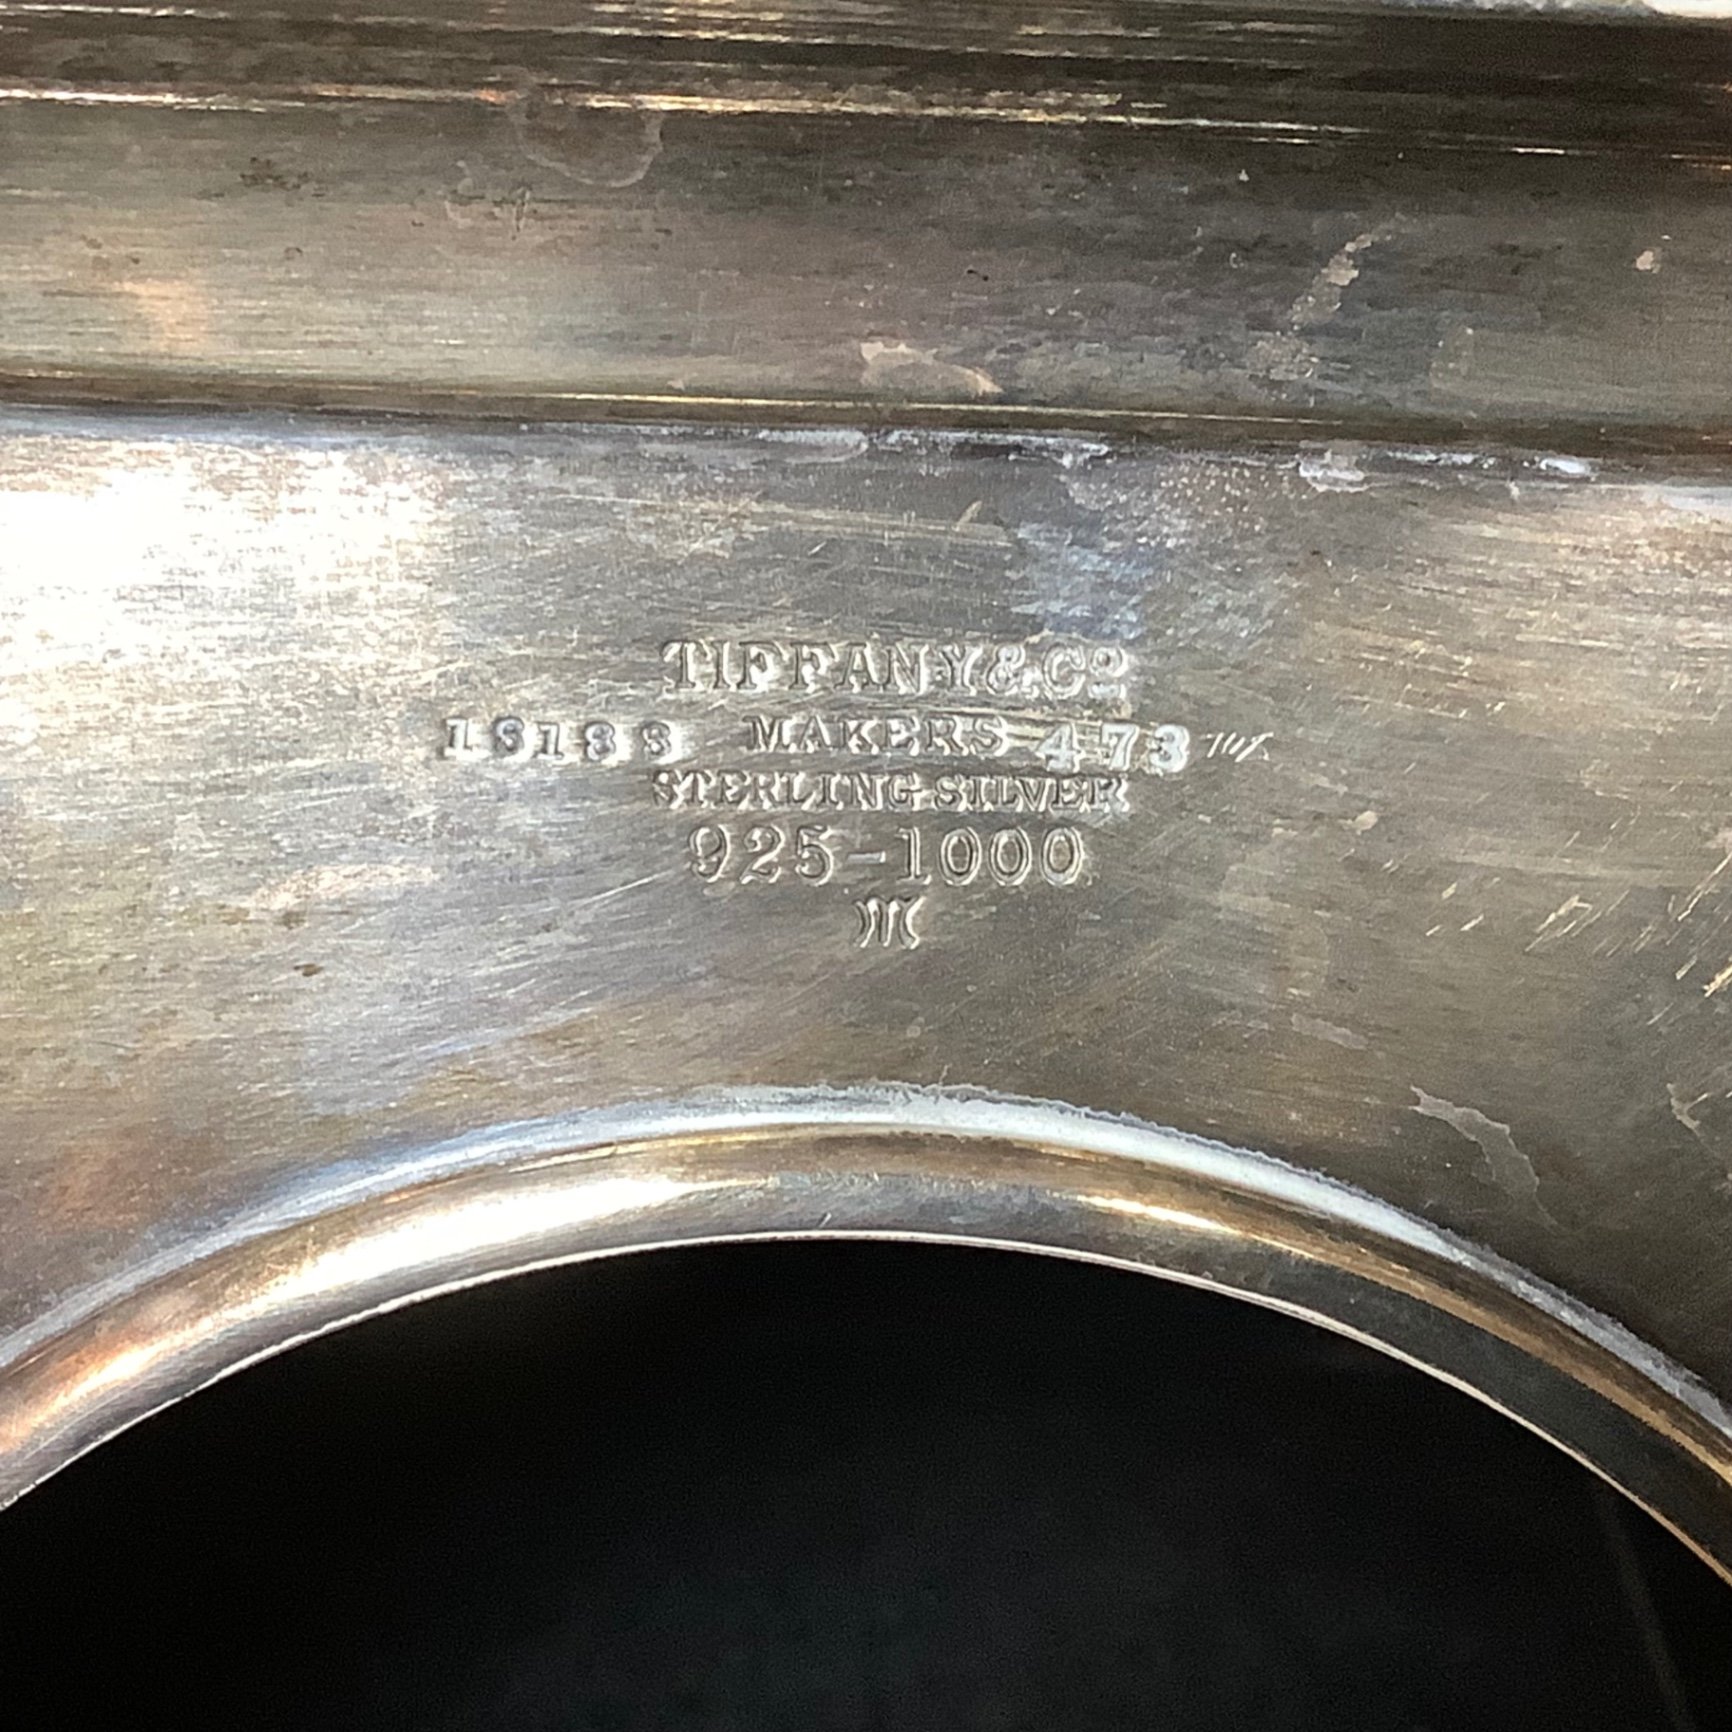 TIFFANY & Cº
18188 MAKERS 473
STERLING SILVER
925-1000
M